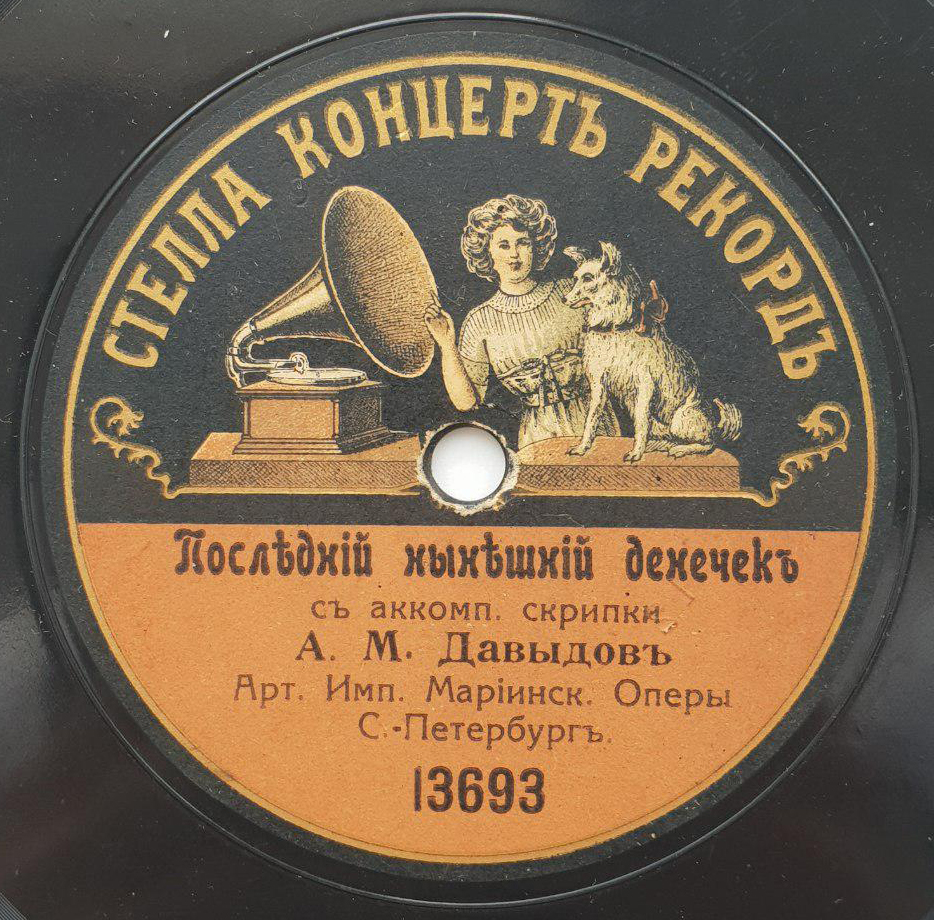 СТЕЛЛА КОНЦЕРТЪ РЕКОРДЪ
Послѣдній нынѣшній денечекъ
съ аккомп. скрипки
А. М. Давыдовъ
Арт. Имп. Маріинск. Оперы
С.-Петербургъ.
13693